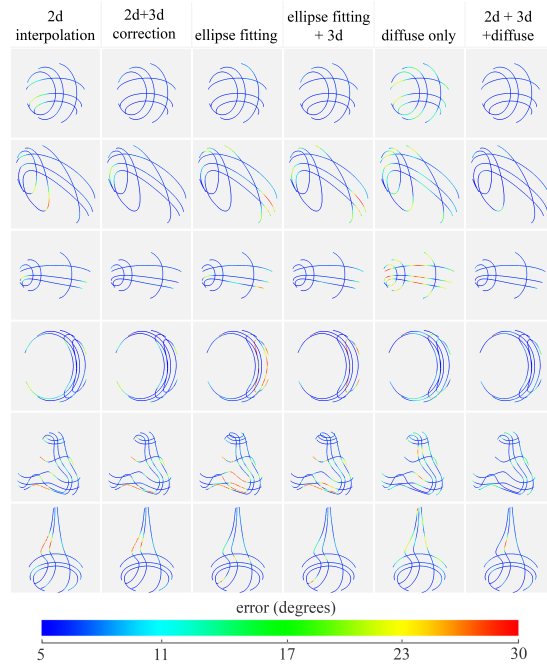 2d interpolation
2d+3d correction
ellipse fitting
ellipse fitting + 3d
diffuse only
2d + 3d +diffuse
error (degrees)
5 11 17 23 30